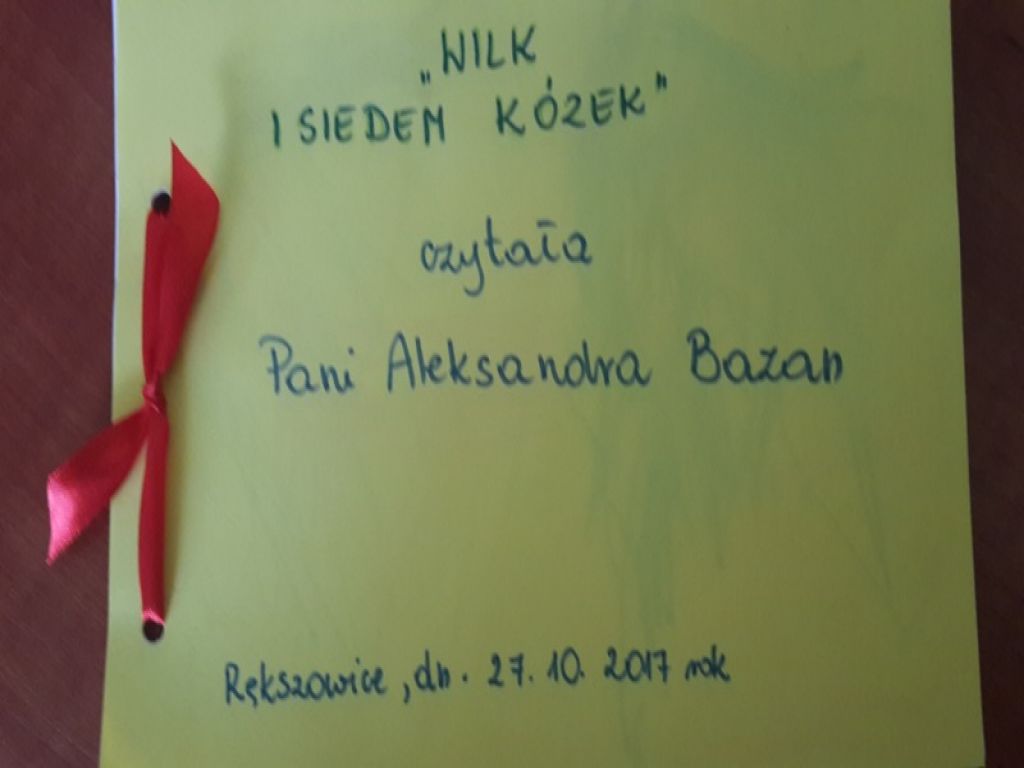 „WILK
I SIEDEM KÓZEK”
czytała
Pani Aleksandra Bazan
Rększowice, dn. 27.10.2017 rok